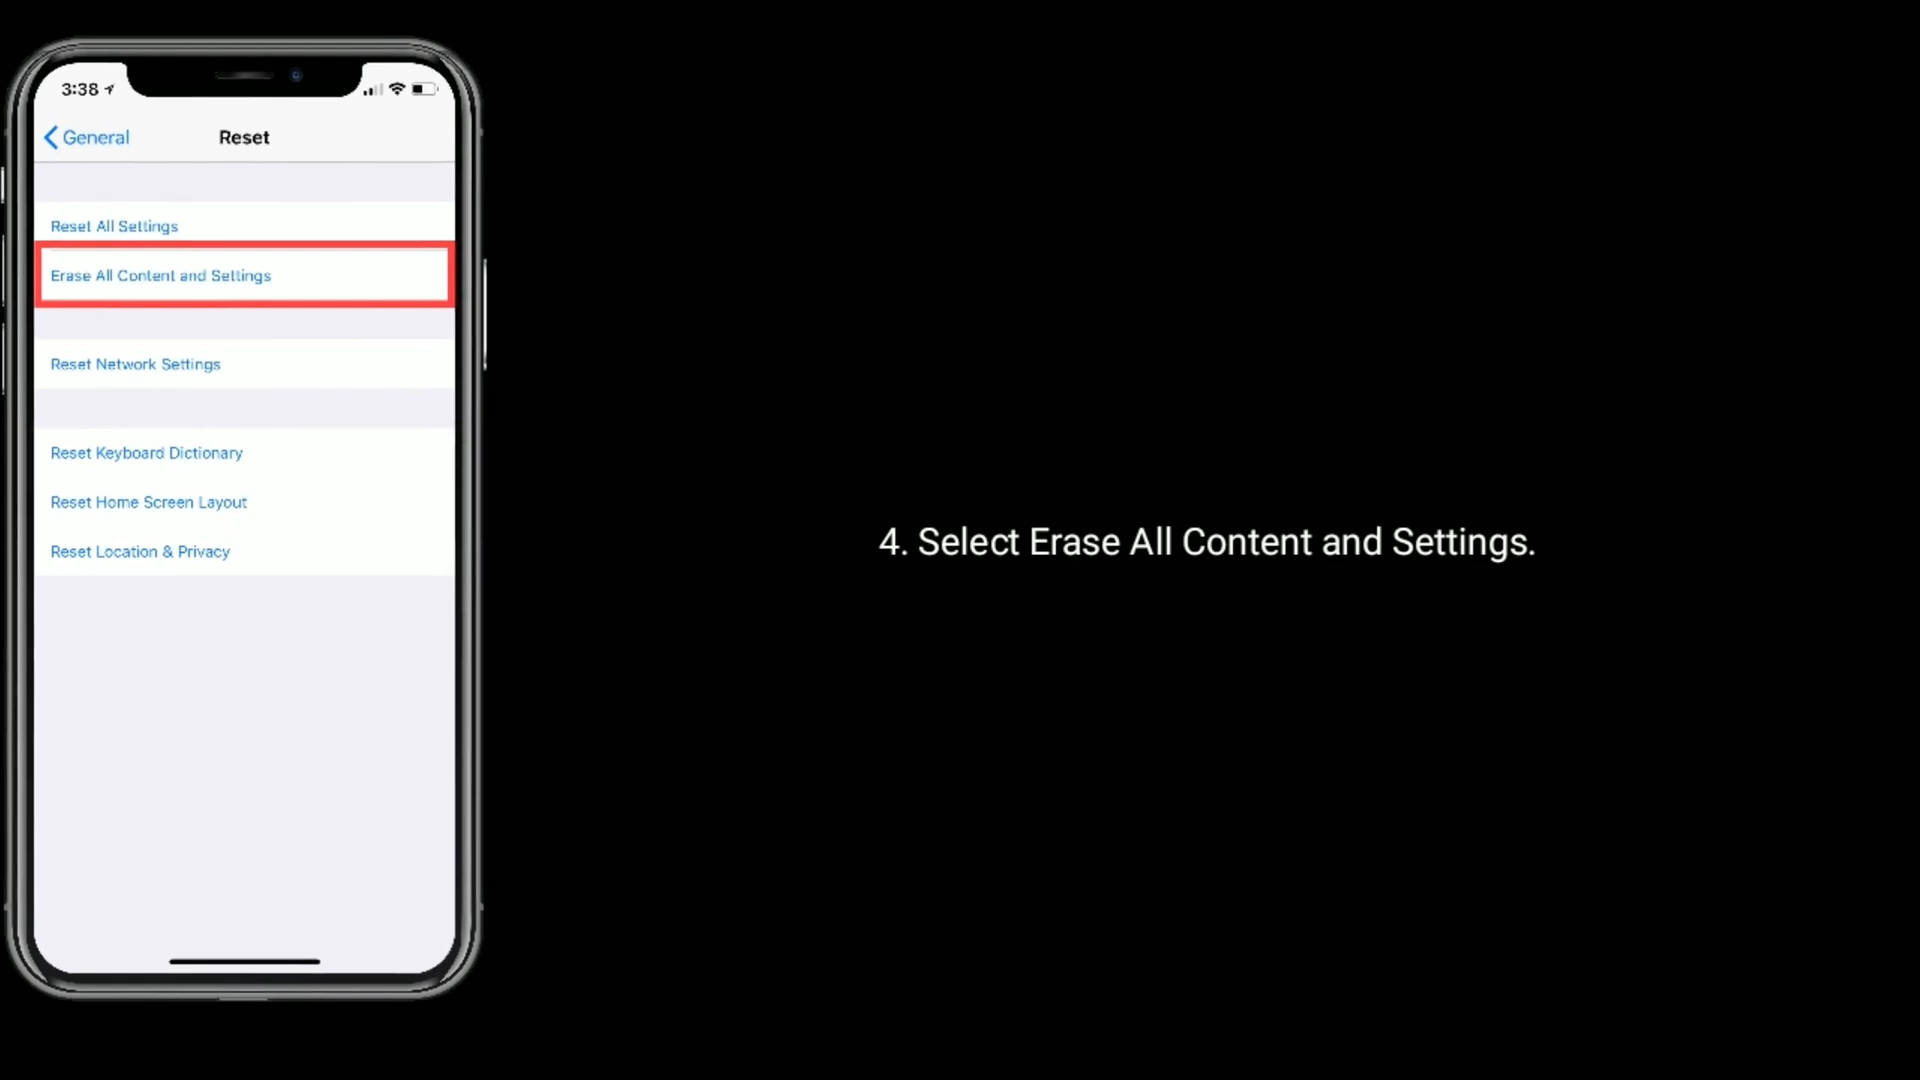 3:38
General
Reset
Reset All Settings
Erase All Content and Settings
Reset Network Settings
Reset Keyboard Dictionary
Reset Home Screen Layout
Reset Location & Privacy
4. Select Erase All Content and Settings.